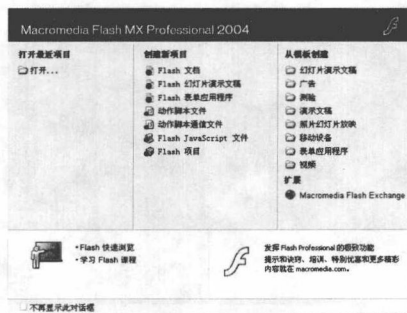 Macromedia Flash MX Professional 2004
打开最近项目
打开...
创建新项目
Flash 文档
Flash 幻灯片演示文稿
Flash 表单应用程序
动作脚本文件
动作脚本通信文件
Flash JavaScript 文件
Flash 项目
从模板创建
幻灯片演示文稿
广告
测验
演示文稿
照片幻灯片放映
移动设备
表单应用程序
视频
扩展
Macromedia Flash Exchange
·Flash 快速浏览
·学习 Flash 课程
发挥 Flash Professional 的极致功能
提示和诀窍、培训、特别优惠和更多精彩
内容就在 macromedia.com。
不再显示此对话框